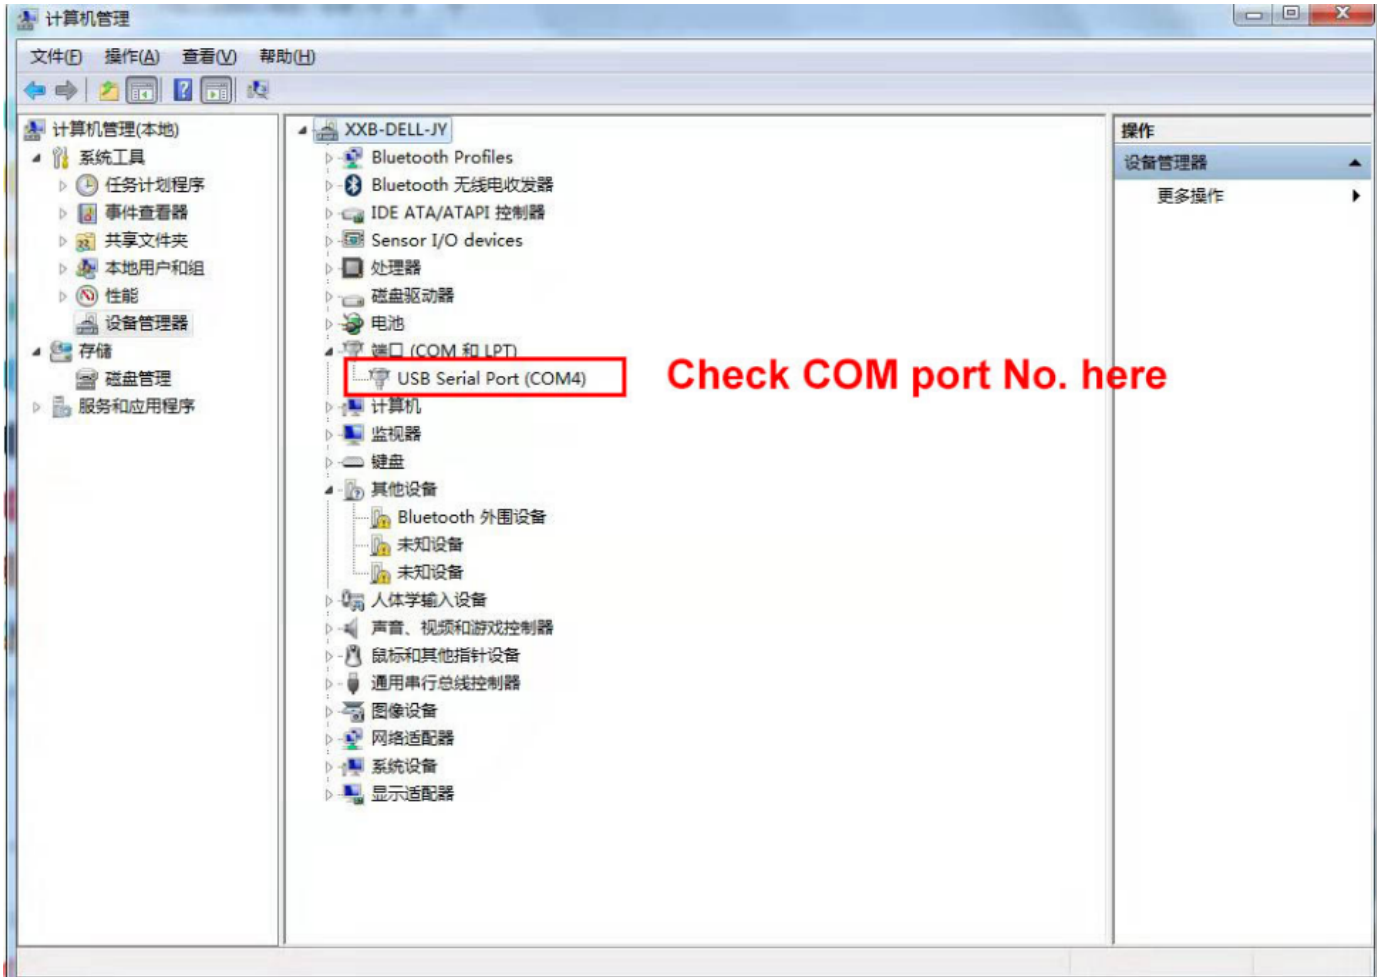 计算机管理
文件(F) 操作(A) 查看(V) 帮助(H)
计算机管理(本地)
系统工具
任务计划程序
事件查看器
共享文件夹
本地用户和组
性能
设备管理器
存储
磁盘管理
服务和应用程序
XXB-DELL-JY
Bluetooth Profiles
Bluetooth 无线电收发器
IDE ATA/ATAPI 控制器
Sensor I/O devices
处理器
磁盘驱动器
电池
端口 (COM 和 LPT)
USB Serial Port (COM4)
Check COM port No. here
计算机
监视器
键盘
其他设备
Bluetooth 外围设备
未知设备
未知设备
人体学输入设备
声音、视频和游戏控制器
鼠标和其他指针设备
通用串行总线控制器
图像设备
网络适配器
系统设备
显示适配器
操作
设备管理器
更多操作